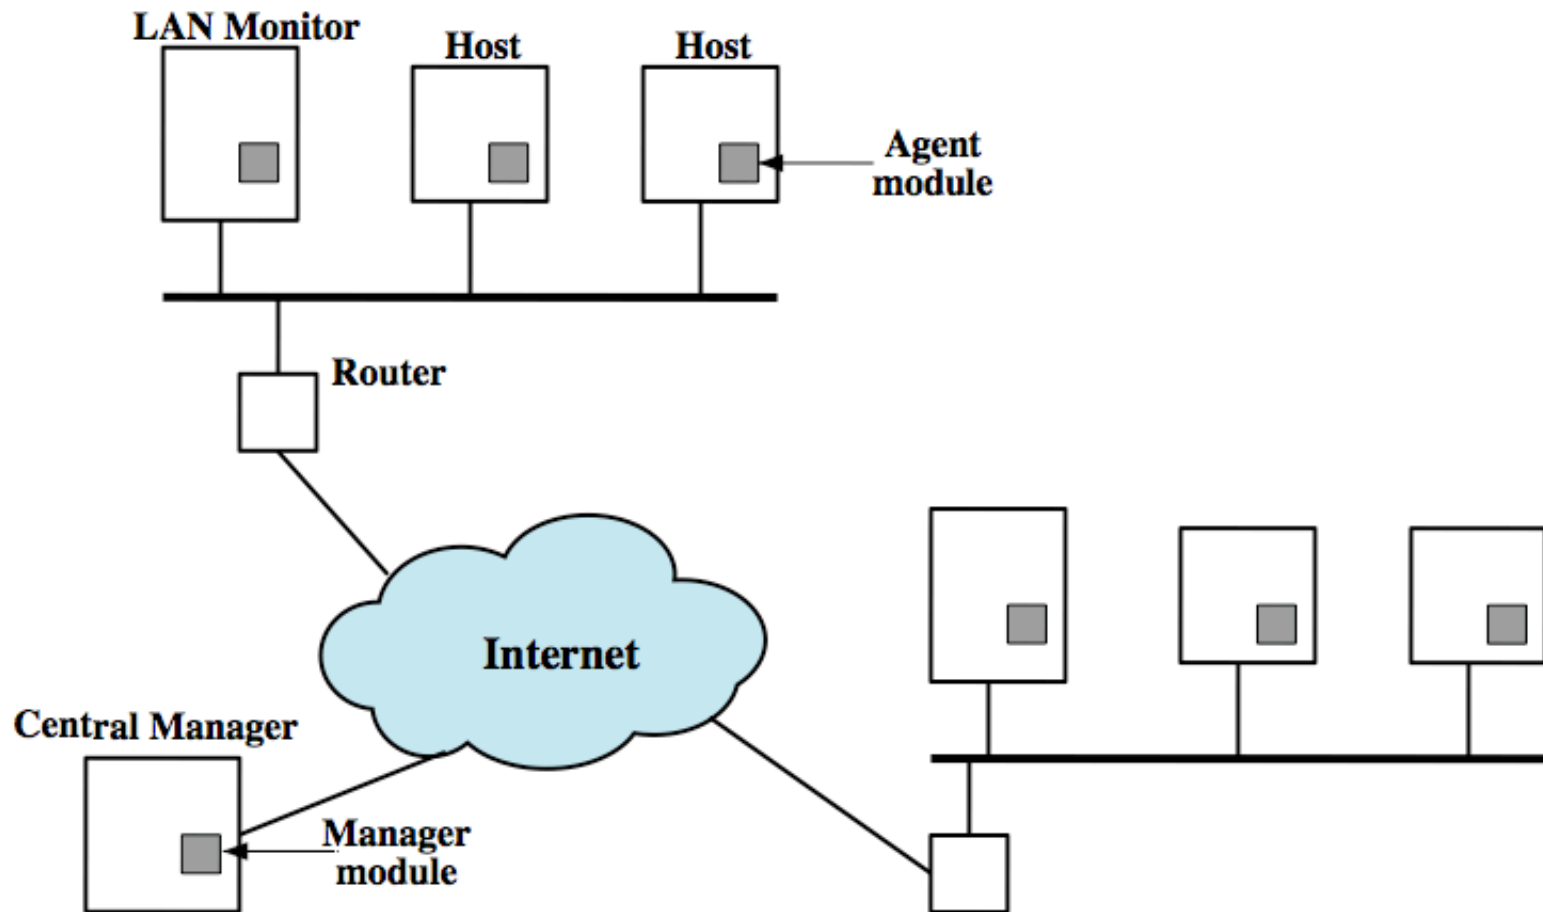 LAN Monitor
Host
Host
Agent
module
Router
Internet
Central Manager
Manager
module